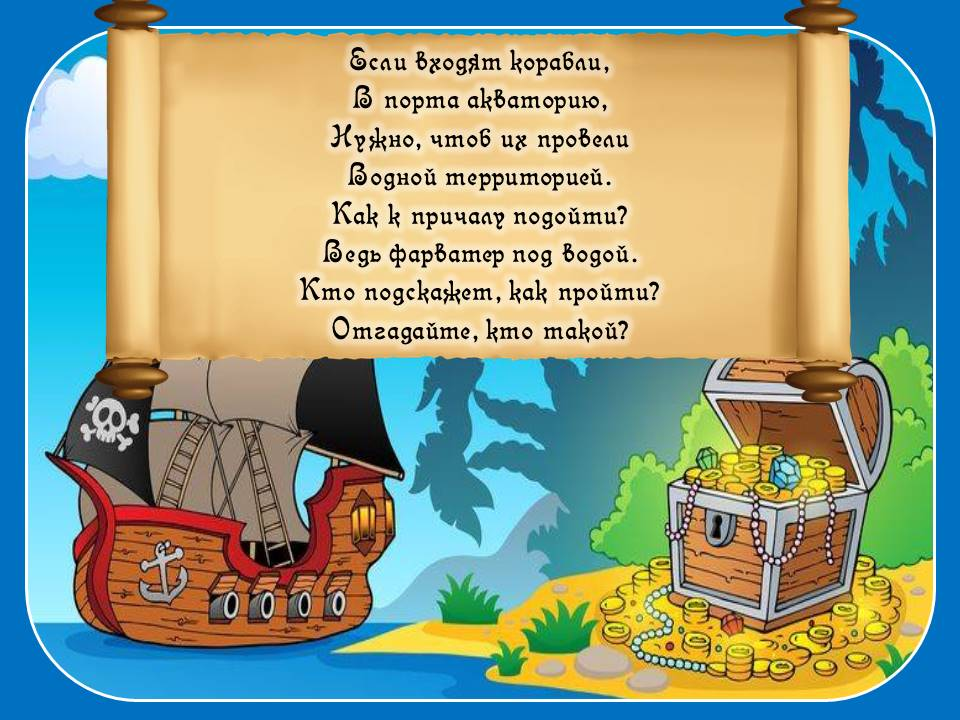 Если входят корабли,
В порта акваторию,
Нужно, чтоб их провели
Водной территорией.
Как к причалу подойти?
Ведь фарватер под водой.
Кто подскажет, как пройти?
Отгадайте, кто такой?